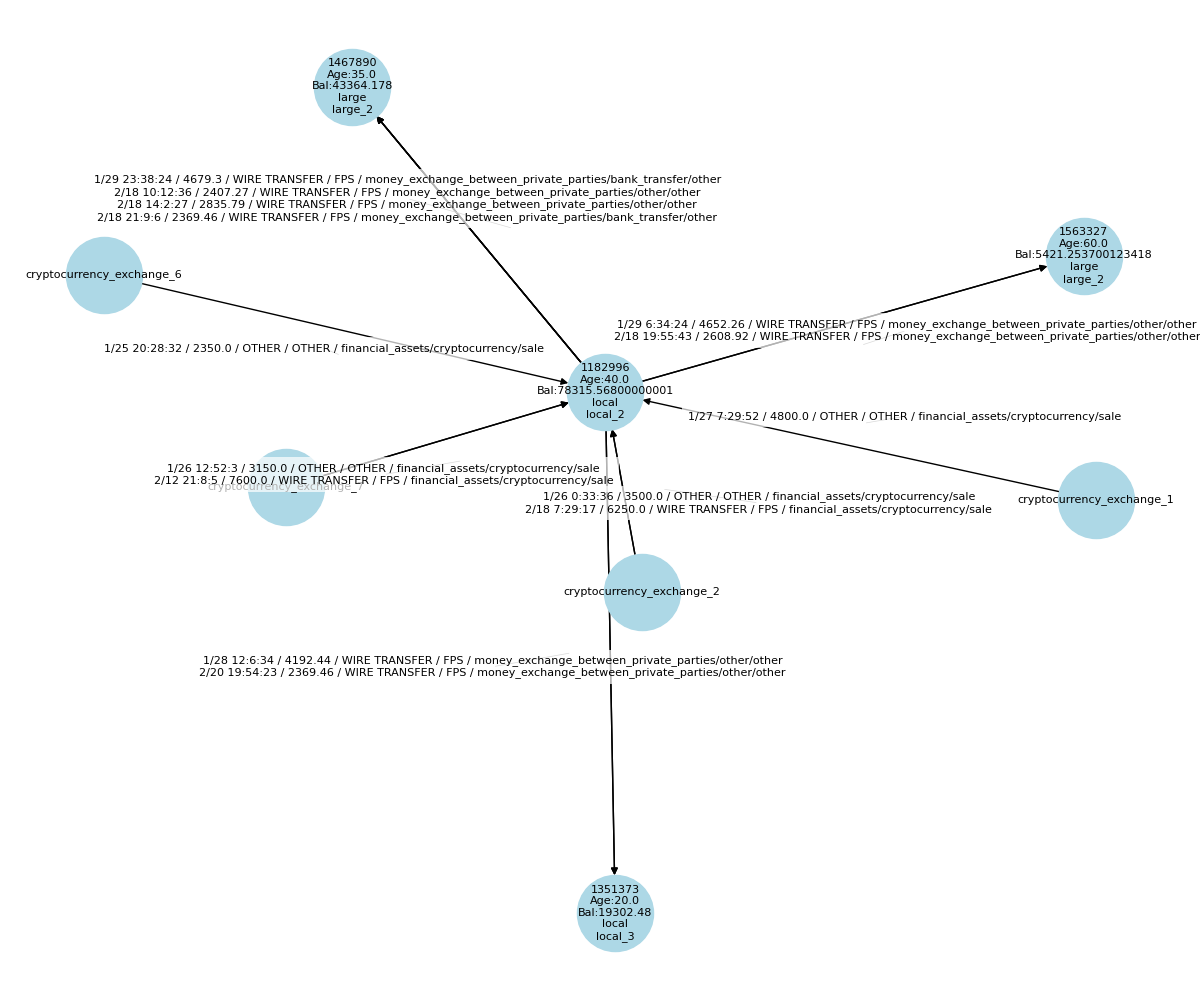 1467890
Age:35.0
Bal:43364.178
large
large_2
1/29 23:38:24 / 4679.3 / WIRE TRANSFER / FPS / money_exchange_between_private_parties/bank_transfer/other
2/18 10:12:36 / 2407.27 / WIRE TRANSFER / FPS / money_exchange_between_private_parties/other/other
2/18 14:2:27 / 2835.79 / WIRE TRANSFER / FPS / money_exchange_between_private_parties/other/other
2/18 21:9:6 / 2369.46 / WIRE TRANSFER / FPS / money_exchange_between_private_parties/bank_transfer/other
1563327
Age:60.0
Bal:5421.253700123418
large
large_2
cryptocurrency_exchange_6
1/29 6:34:24 / 4652.26 / WIRE TRANSFER / FPS / money_exchange_between_private_parties/other/other
2/18 19:55:43 / 2608.92 / WIRE TRANSFER / FPS / money_exchange_between_private_parties/other/other
1/25 20:28:32 / 2350.0 / OTHER / OTHER / financial_assets/cryptocurrency/sale
1182996
Age:40.0
Bal:78315.56800000001
local
local_2
1/27 7:29:52 / 4800.0 / OTHER / OTHER / financial_assets/cryptocurrency/sale
1/26 12:52:3 / 3150.0 / OTHER / OTHER / financial_assets/cryptocurrency/sale
2/12 21:8:5 / 7600.0 / WIRE TRANSFER / FPS / financial_assets/cryptocurrency/sale
cryptocurrency_exchange_7
1/26 0:33:36 / 3500.0 / OTHER / OTHER / financial_assets/cryptocurrency/sale
2/18 7:29:17 / 6250.0 / WIRE TRANSFER / FPS / financial_assets/cryptocurrency/sale
cryptocurrency_exchange_1
cryptocurrency_exchange_2
1/28 12:6:34 / 4192.44 / WIRE TRANSFER / FPS / money_exchange_between_private_parties/other/other
2/20 19:54:23 / 2369.46 / WIRE TRANSFER / FPS / money_exchange_between_private_parties/other/other
1351373
Age:20.0
Bal:19302.48
local
local_3